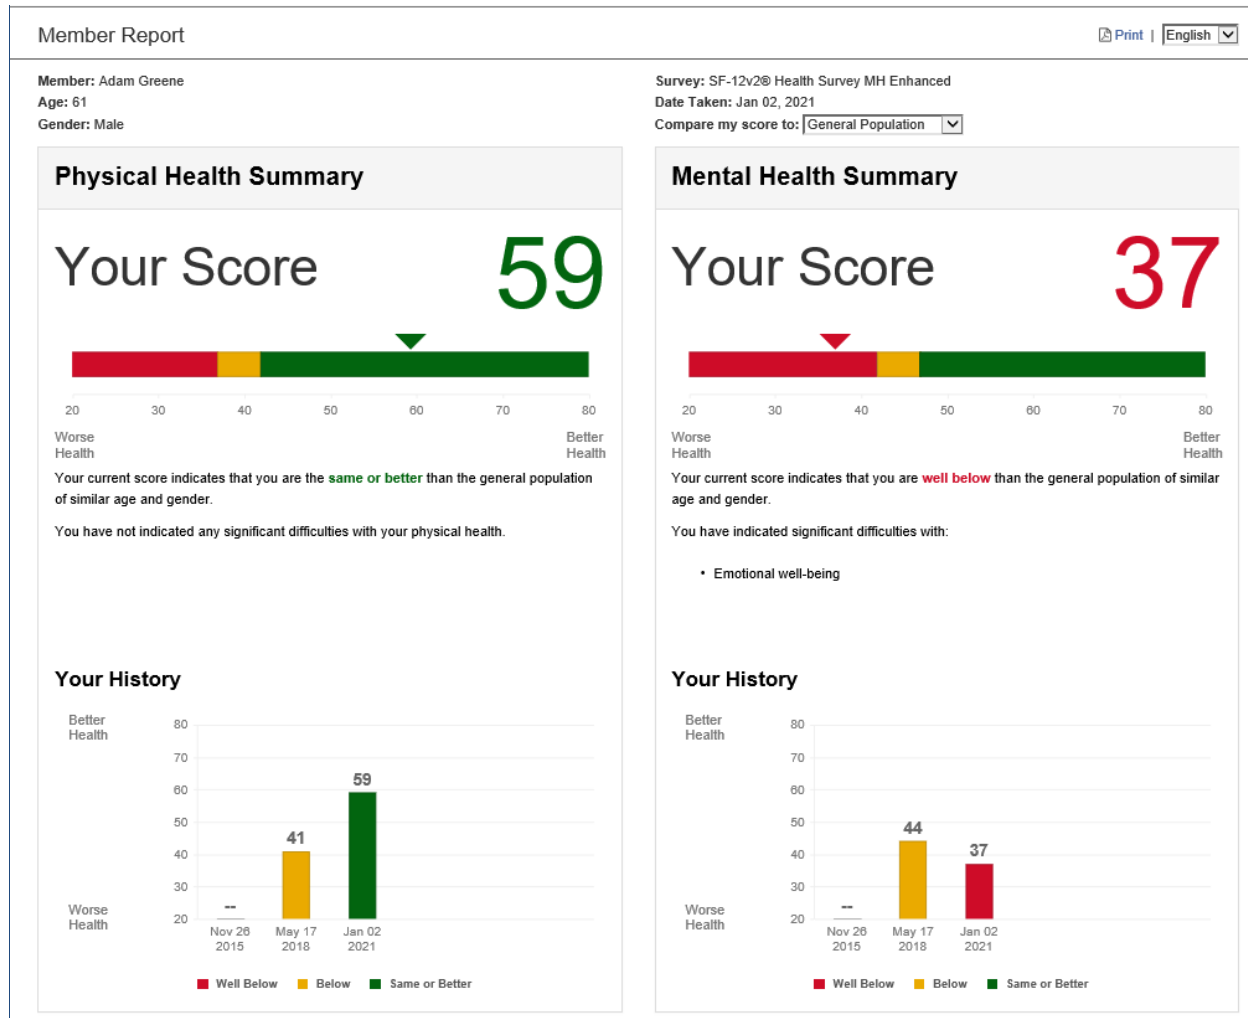 Member Report
Print | English
Member: Adam Greene
Age: 61
Gender: Male
Survey: SF-12v2® Health Survey MH Enhanced
Date Taken: Jan 02, 2021
Compare my score to: General Population
Physical Health Summary
Your Score 59
20 30 40 50 60 70 80
Worse Better
Health Health
Your current score indicates that you are the same or better than the general population
of similar age and gender.
You have not indicated any significant difficulties with your physical health.
Your History
Better
Health
80
70
60
50
40
30
20
Worse
Health
59
41
--
Nov 26 May 17 Jan 02
2015 2018 2021
Well Below Below Same or Better
Mental Health Summary
Your Score 37
20 30 40 50 60 70 80
Worse Better
Health Health
Your current score indicates that you are well below than the general population of similar
age and gender.
You have indicated significant difficulties with:
• Emotional well-being
Your History
Better
Health
80
70
60
50
40
30
20
Worse
Health
44
37
--
Nov 26 May 17 Jan 02
2015 2018 2021
Well Below Below Same or Better